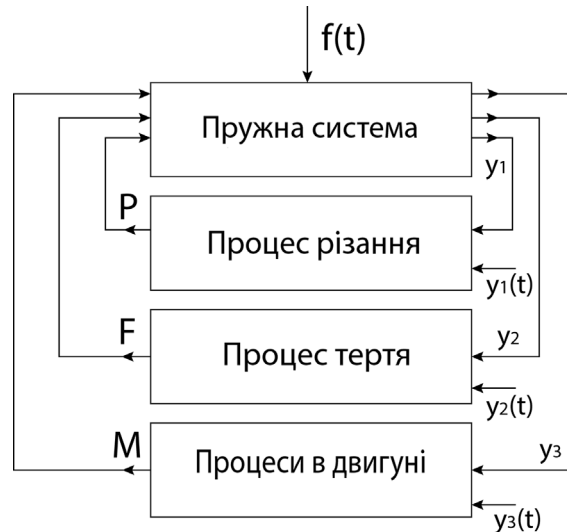 f(t)
Пружна система
y1
P
Процес різання
y1(t)
F
Процес тертя
y2
y2(t)
M
Процеси в двигуні
y3
y3(t)